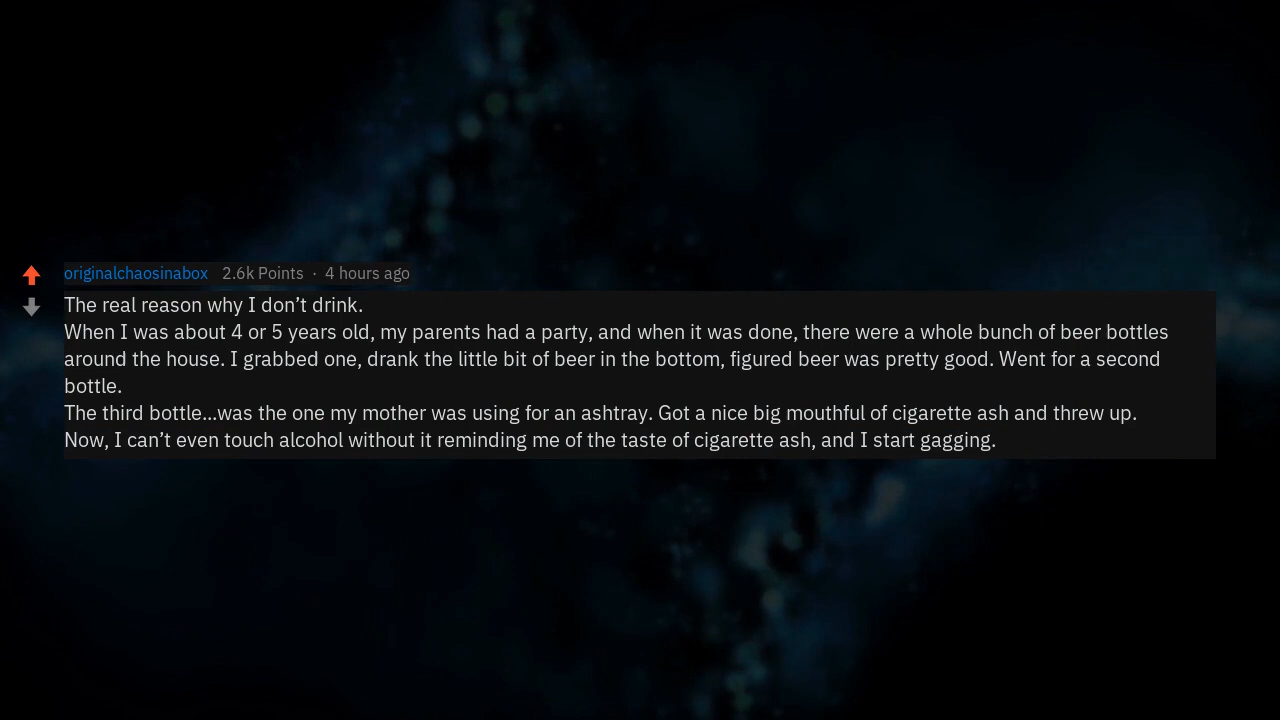 originalchaosinabox 2.6k Points · 4 hours ago
The real reason why I don’t drink.
When I was about 4 or 5 years old, my parents had a party, and when it was done, there were a whole bunch of beer bottles
around the house. I grabbed one, drank the little bit of beer in the bottom, figured beer was pretty good. Went for a second
bottle.
The third bottle...was the one my mother was using for an ashtray. Got a nice big mouthful of cigarette ash and threw up.
Now, I can’t even touch alcohol without it reminding me of the taste of cigarette ash, and I start gagging.